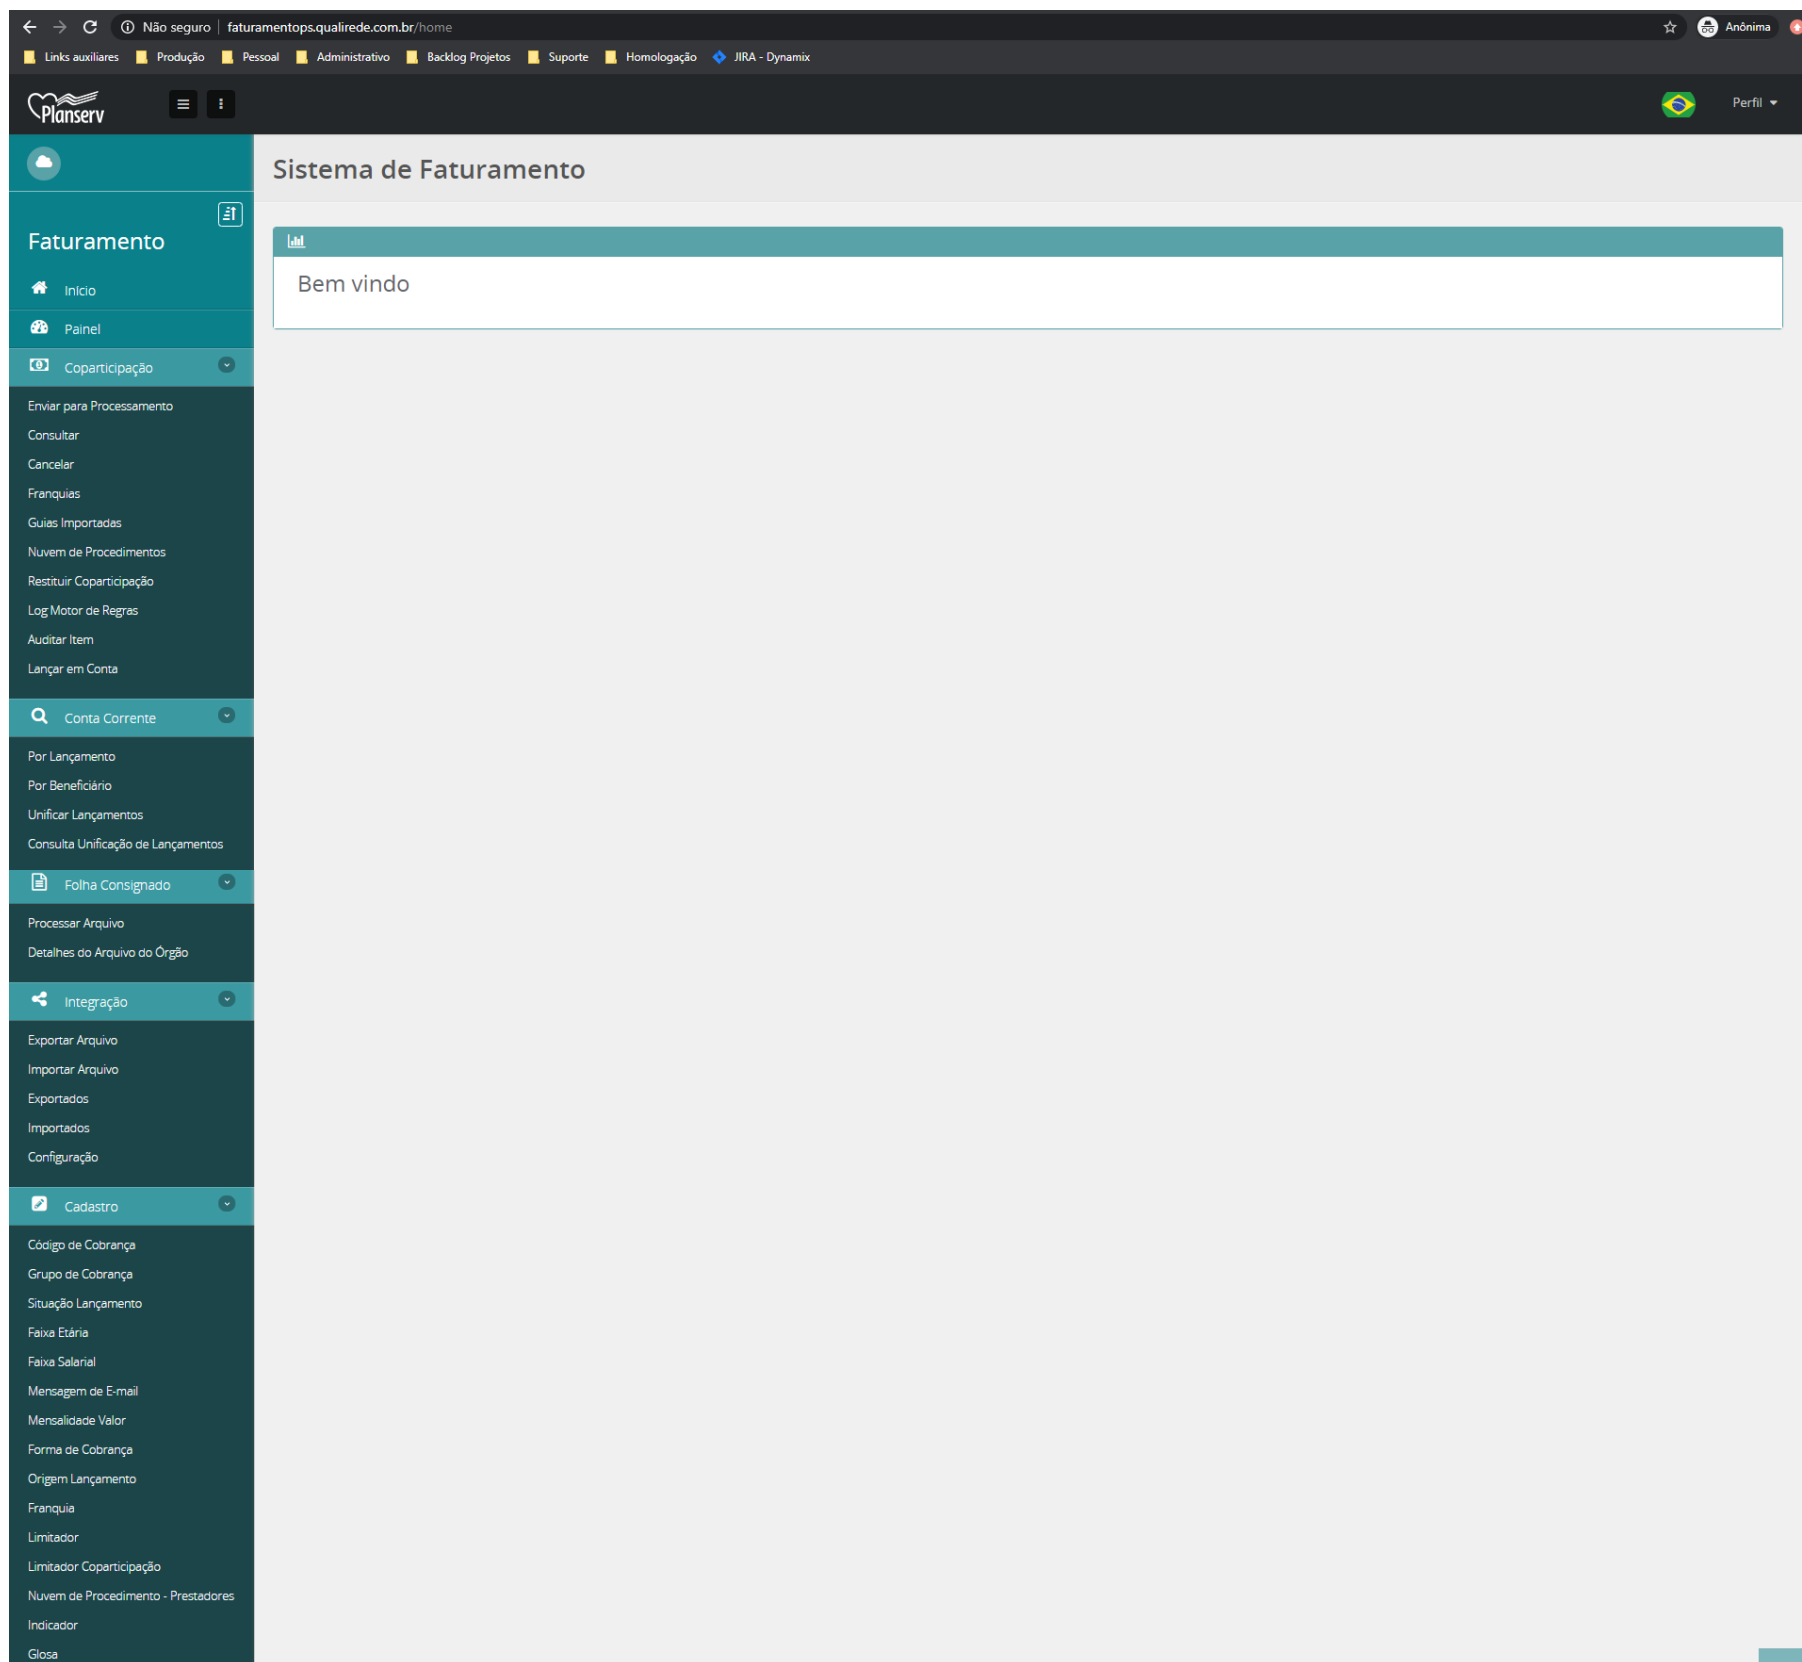 Não seguro | faturamentops.qualirede.com.br/home
Anônima
Links auxiliares Produção Pessoal Administrativo Backlog Projetos Suporte Homologação JIRA - Dynamix
Planserv
Perfil
Sistema de Faturamento
Faturamento
Bem vindo
Início
Painel
Coparticipação
Enviar para Processamento
Consultar
Cancelar
Franquias
Guias Importadas
Nuvem de Procedimentos
Restituir Coparticipação
Log Motor de Regras
Auditar Item
Lançar em Conta
Conta Corrente
Por Lançamento
Por Beneficiário
Unificar Lançamentos
Consulta Unificação de Lançamentos
Folha Consignado
Processar Arquivo
Detalhes do Arquivo do Órgão
Integração
Exportar Arquivo
Importar Arquivo
Exportados
Importados
Configuração
Cadastro
Código de Cobrança
Grupo de Cobrança
Situação Lançamento
Faixa Etária
Faixa Salarial
Mensagem de E-mail
Mensalidade Valor
Forma de Cobrança
Origem Lançamento
Franquia
Limitador
Limitador Coparticipação
Nuvem de Procedimento - Prestadores
Indicador
Glosa